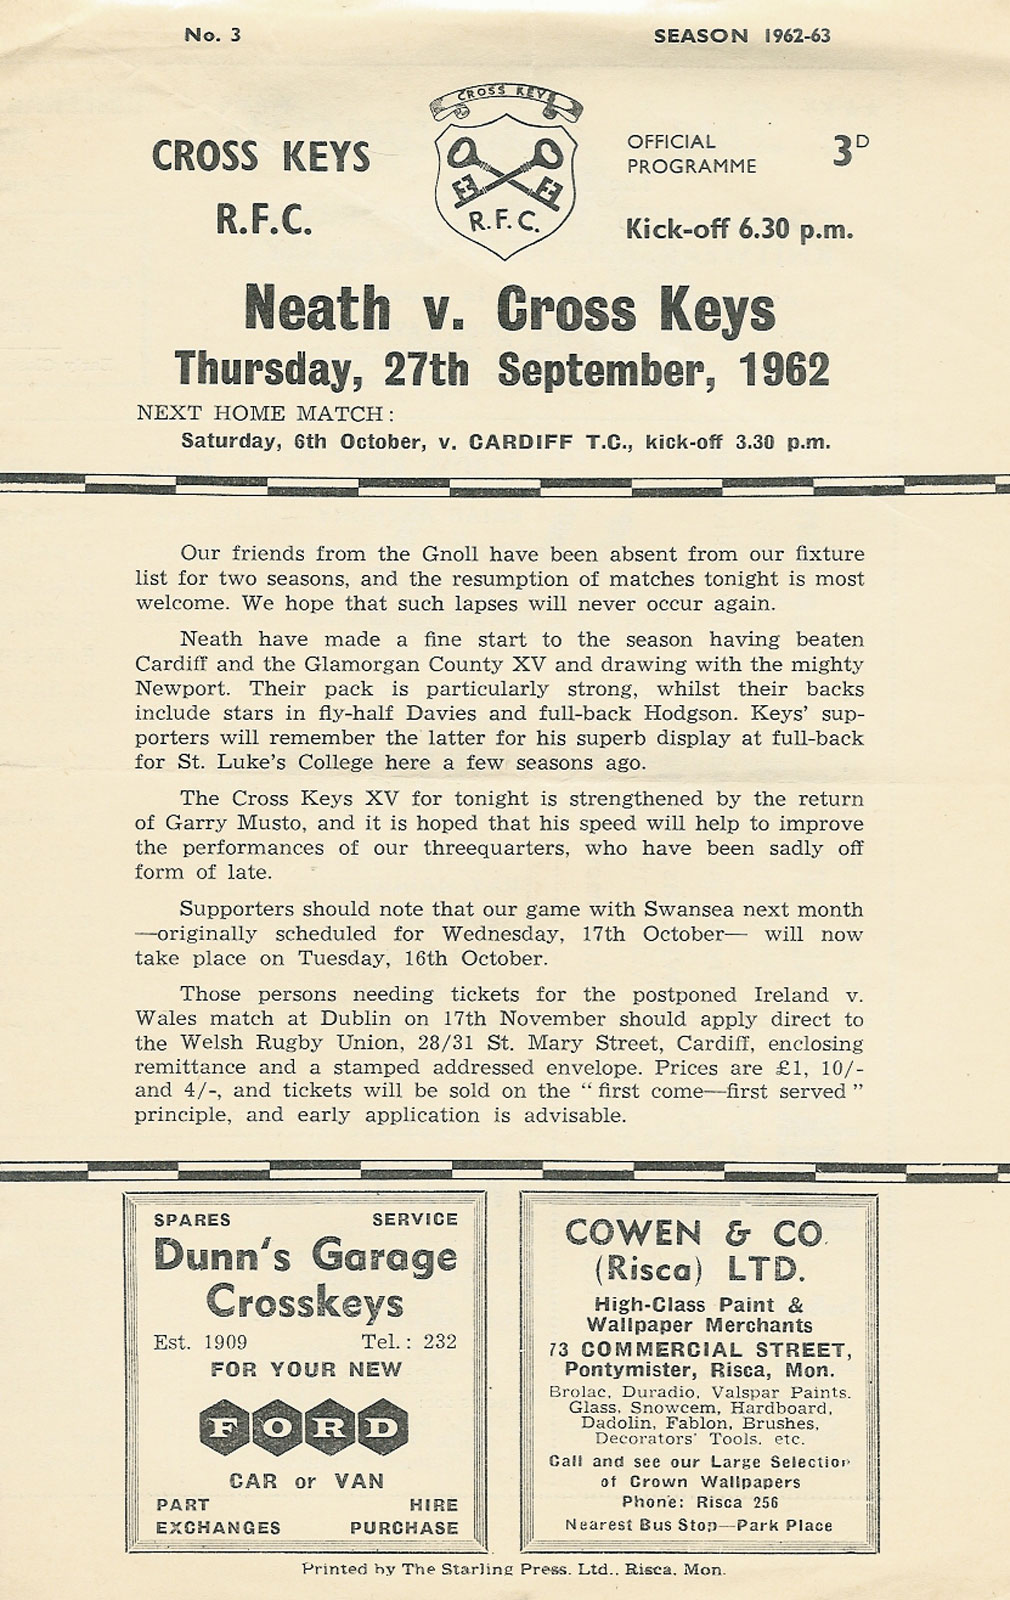 No. 3
SEASON 1962-63
CROSS KEYS
CROSS KEYS
R.F.C.
R.F.C.
OFFICIAL
PROGRAMME
3D
Kick-off 6.30 p.m.
Neath v. Cross Keys
Thursday, 27th September, 1962
NEXT HOME MATCH:
Saturday, 6th October, v. CARDIFF T.C., kick-off 3.30 p.m.
Our friends from the Gnoll have been absent from our fixture
list for two seasons, and the resumption of matches tonight is most
welcome. We hope that such lapses will never occur again.
Neath have made a fine start to the season having beaten
Cardiff and the Glamorgan County XV and drawing with the mighty
Newport. Their pack is particularly strong, whilst their backs
include stars in fly-half Davies and full-back Hodgson. Keys' sup-
porters will remember the latter for his superb display at full-back
for St. Luke's College here a few seasons ago.
The Cross Keys XV for tonight is strengthened by the return
of Garry Musto, and it is hoped that his speed will help to improve
the performances of our threequarters, who have been sadly off
form of late.
Supporters should note that our game with Swansea next month
—originally scheduled for Wednesday, 17th October— will now
take place on Tuesday, 16th October.
Those persons needing tickets for the postponed Ireland v.
Wales match at Dublin on 17th November should apply direct to
the Welsh Rugby Union, 28/31 St. Mary Street, Cardiff, enclosing
remittance and a stamped addressed envelope. Prices are £1, 10/-
and 4/-, and tickets will be sold on the "first come—first served"
principle, and early application is advisable.
SPARES SERVICE
Dunn's Garage
Crosskeys
Est. 1909 Tel.: 232
FOR YOUR NEW
FORD
CAR or VAN
PART HIRE
EXCHANGES PURCHASE
COWEN & CO.
(Risca) LTD.
High-Class Paint &
Wallpaper Merchants
73 COMMERCIAL STREET,
Pontymister, Risca, Mon.
Brolac, Duradio, Valspar Paints.
Glass, Snowcem, Hardboard,
Dadolin, Fablon, Brushes,
Decorators' Tools. etc.
Call and see our Large Selection
of Crown Wallpapers
Phone: Risca 256
Nearest Bus Stop—Park Place
Printed by The Starling Press. Ltd., Risca. Mon.